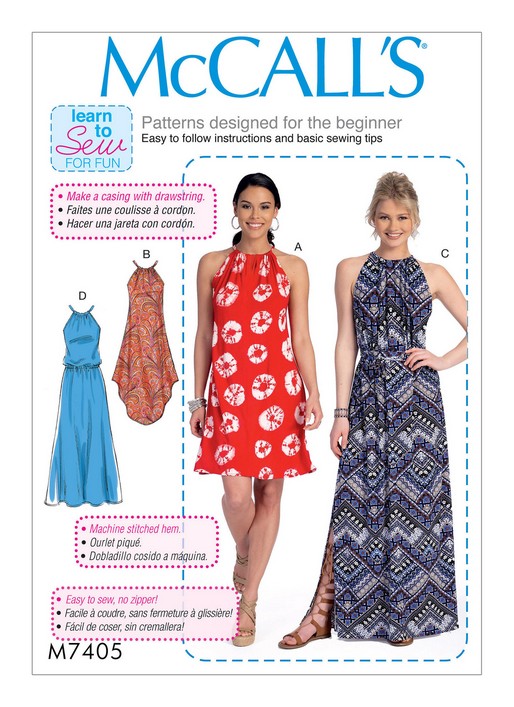 McCALL'S®
learn
to
Sew
FOR FUN
Patterns designed for the beginner
Easy to follow instructions and basic sewing tips
• Make a casing with drawstring.
• Faites une coulisse à cordon.
• Hacer una jareta con cordón.
A
B
C
D
• Machine stitched hem.
• Ourlet piqué.
• Dobladillo cosido a máquina.
• Easy to sew, no zipper!
• Facile à coudre, sans fermeture à glissière!
• Fácil de coser, sin cremallera!
M7405